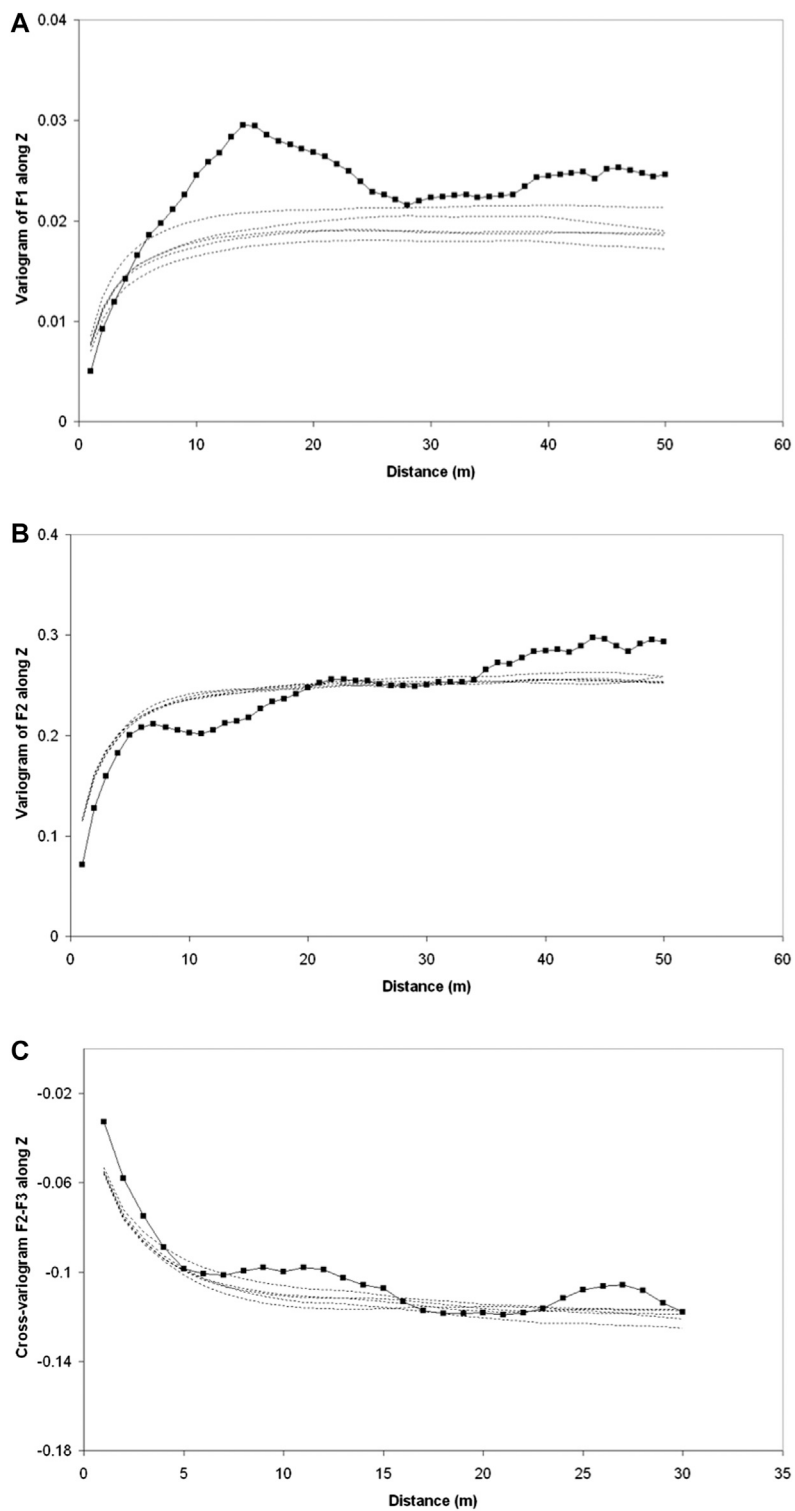 A
Variogram of F1 along Z
0.04
0.03
0.02
0.01
0
0 10 20 30 40 50 60
Distance (m)
B
Variogram of F2 along Z
0.4
0.3
0.2
0.1
0
0 10 20 30 40 50 60
Distance (m)
C
Cross-variogram F2-F3 along Z
-0.02
-0.06
-0.1
-0.14
-0.18
0 5 10 15 20 25 30 35
Distance (m)